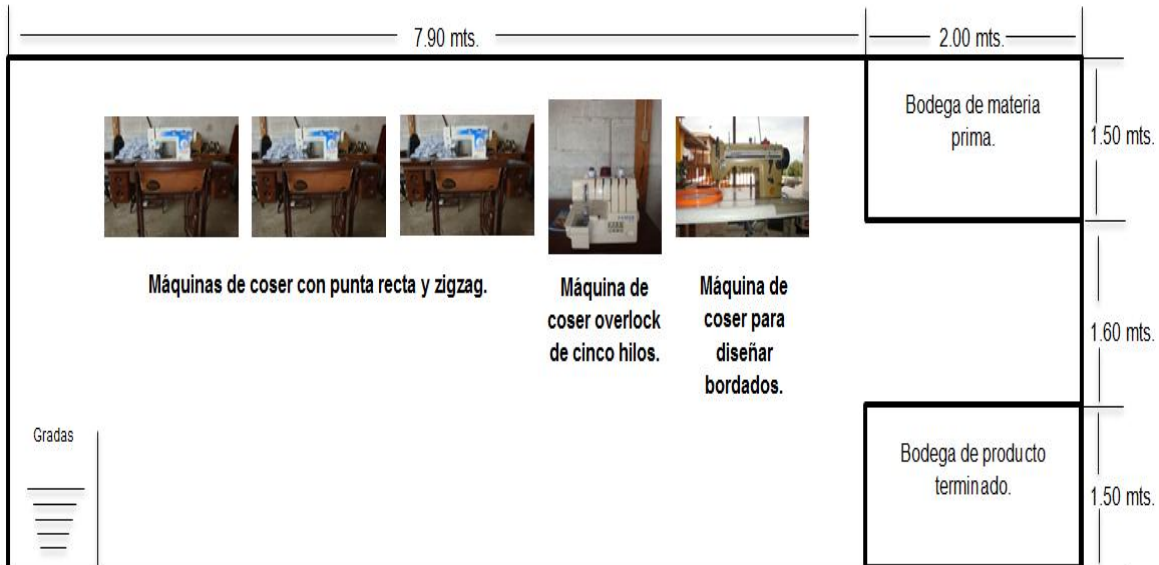 7.90 mts.
2.00 mts.
Bodega de materia
prima.
1.50 mts.
Máquinas de coser con punta recta y zigzag.
Máquina de
coser overlock
de cinco hilos.
Máquina de
coser para
diseñar
bordados.
1.60 mts.
Gradas
Bodega de producto
terminado.
1.50 mts.